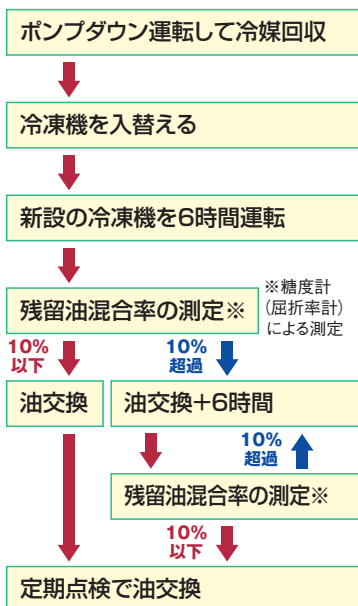 ポンプダウン運転して冷媒回収
冷凍機を入替える
新設の冷凍機を6時間運転
残留油混合率の測定※
※糖度計
(屈折率計)
による測定
10%
以下
10%
超過
油交換
油交換+6時間
10%
超過
残留油混合率の測定※
10%
以下
定期点検で油交換